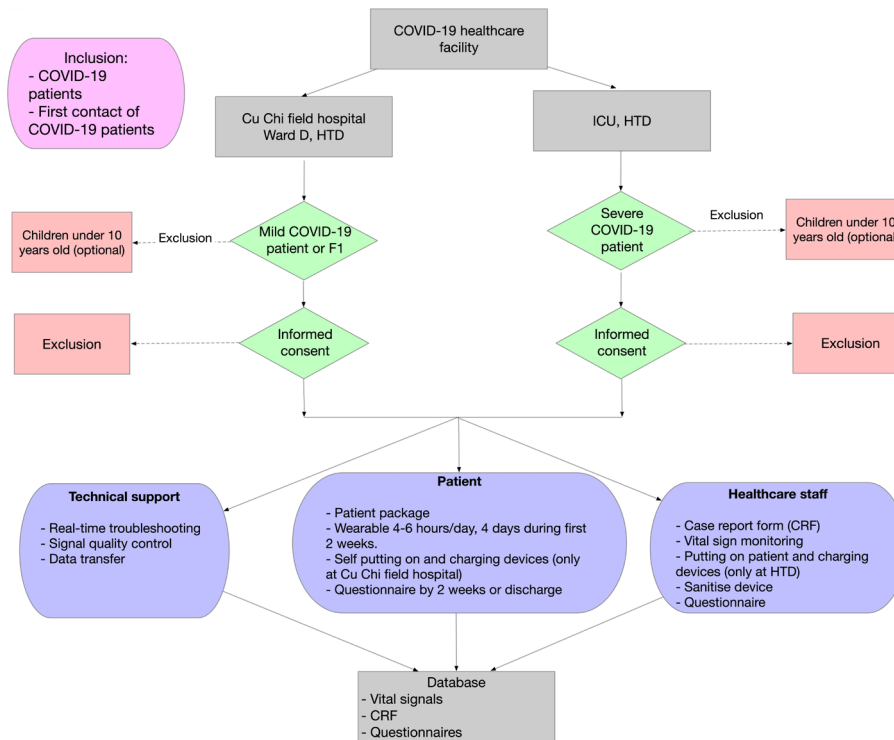 COVID-19 healthcare
facility
Inclusion:
- COVID-19
patients
- First contact of
COVID-19 patients
Cu Chi field hospital
Ward D, HTD
ICU, HTD
Children under 10
years old (optional)
Exclusion
Mild COVID-19
patient or F1
Severe
COVID-19
patient
Exclusion
Children under 10
years old (optional)
Exclusion
Informed
consent
Informed
consent
Exclusion
Technical support
- Real-time troubleshooting
- Signal quality control
- Data transfer
Patient
- Patient package
- Wearable 4-6 hours/day, 4 days during first
2 weeks.
- Self putting on and charging devices (only
at Cu Chi field hospital)
- Questionnaire by 2 weeks or discharge
Healthcare staff
- Case report form (CRF)
- Vital sign monitoring
- Putting on patient and charging
devices (only at HTD)
- Sanitise device
- Questionnaire
Database
- Vital signals
- CRF
- Questionnaires